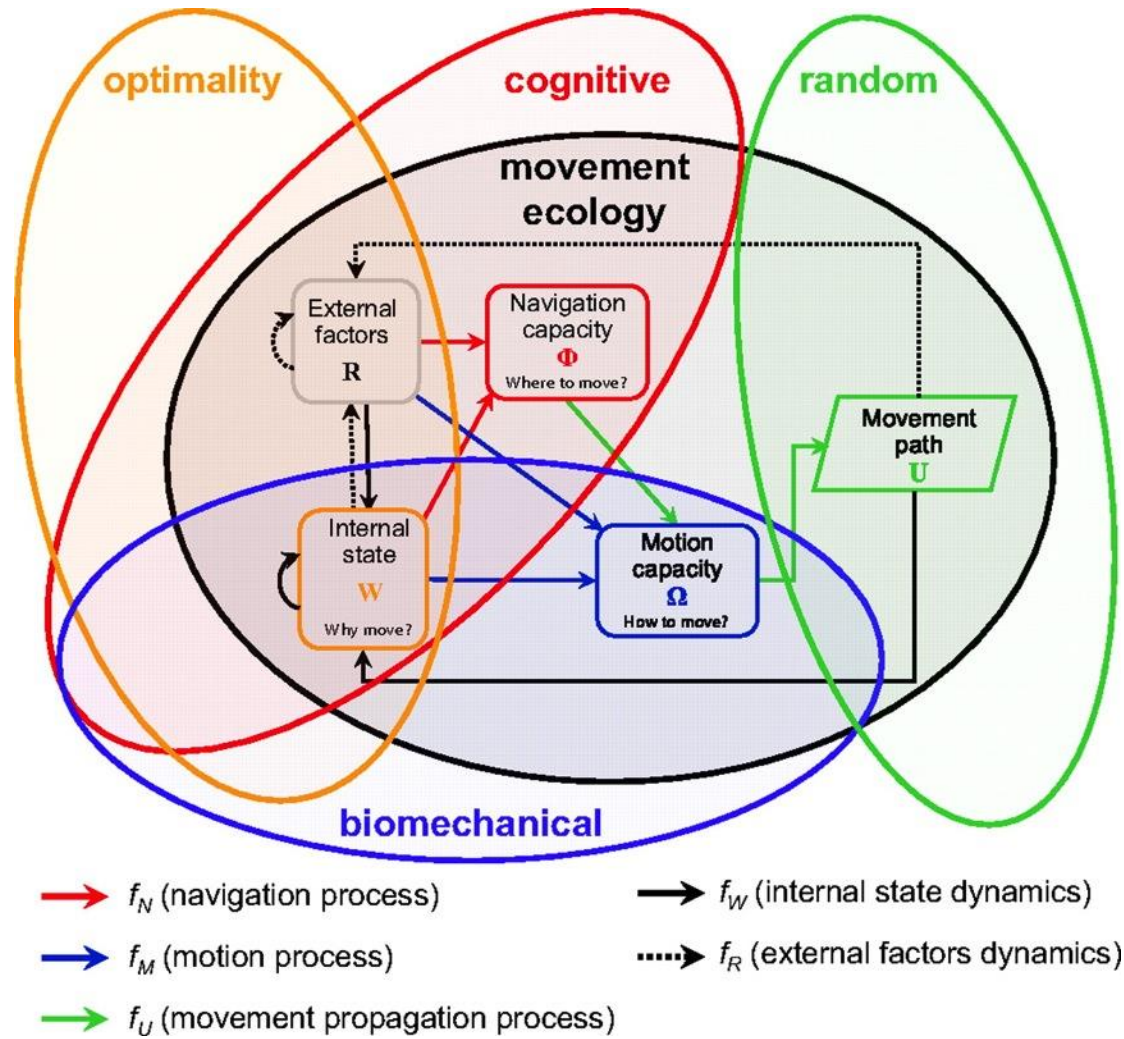 optimality
cognitive
random
movement
ecology
External
factors
R
Navigation
capacity
Φ
Where to move?
Movement
path
U
Internal
state
W
Why move?
Motion
capacity
Ω
How to move?
biomechanical
f_N (navigation process)
f_W (internal state dynamics)
f_M (motion process)
f_R (external factors dynamics)
f_U (movement propagation process)